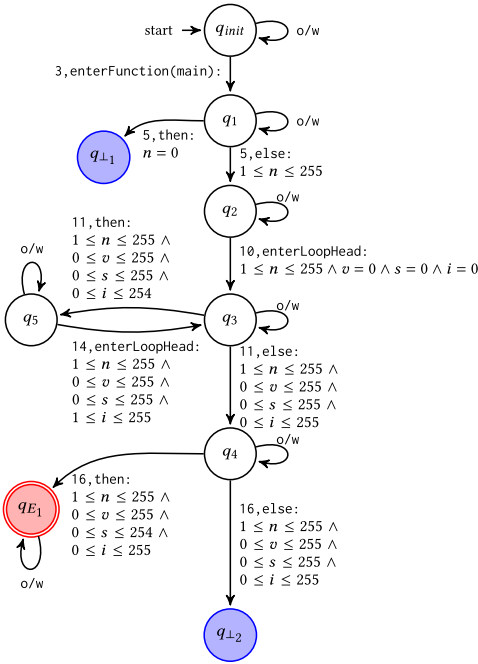 start
q_init
o/w
3,enterFunction(main):
q_1
o/w
5,then:
n = 0
q_⊥1
5,else:
1 ≤ n ≤ 255
q_2
o/w
10,enterLoopHead:
1 ≤ n ≤ 255 ∧ v = 0 ∧ s = 0 ∧ i = 0
11,then:
1 ≤ n ≤ 255 ∧
0 ≤ v ≤ 255 ∧
0 ≤ s ≤ 255 ∧
0 ≤ i ≤ 254
o/w
q_5
q_3
o/w
14,enterLoopHead:
1 ≤ n ≤ 255 ∧
0 ≤ v ≤ 255 ∧
0 ≤ s ≤ 255 ∧
1 ≤ i ≤ 255
11,else:
1 ≤ n ≤ 255 ∧
0 ≤ v ≤ 255 ∧
0 ≤ s ≤ 255 ∧
0 ≤ i ≤ 255
q_4
o/w
16,then:
1 ≤ n ≤ 255 ∧
0 ≤ v ≤ 255 ∧
0 ≤ s ≤ 254 ∧
0 ≤ i ≤ 255
q_E1
o/w
16,else:
1 ≤ n ≤ 255 ∧
0 ≤ v ≤ 255 ∧
0 ≤ s ≤ 255 ∧
0 ≤ i ≤ 255
q_⊥2